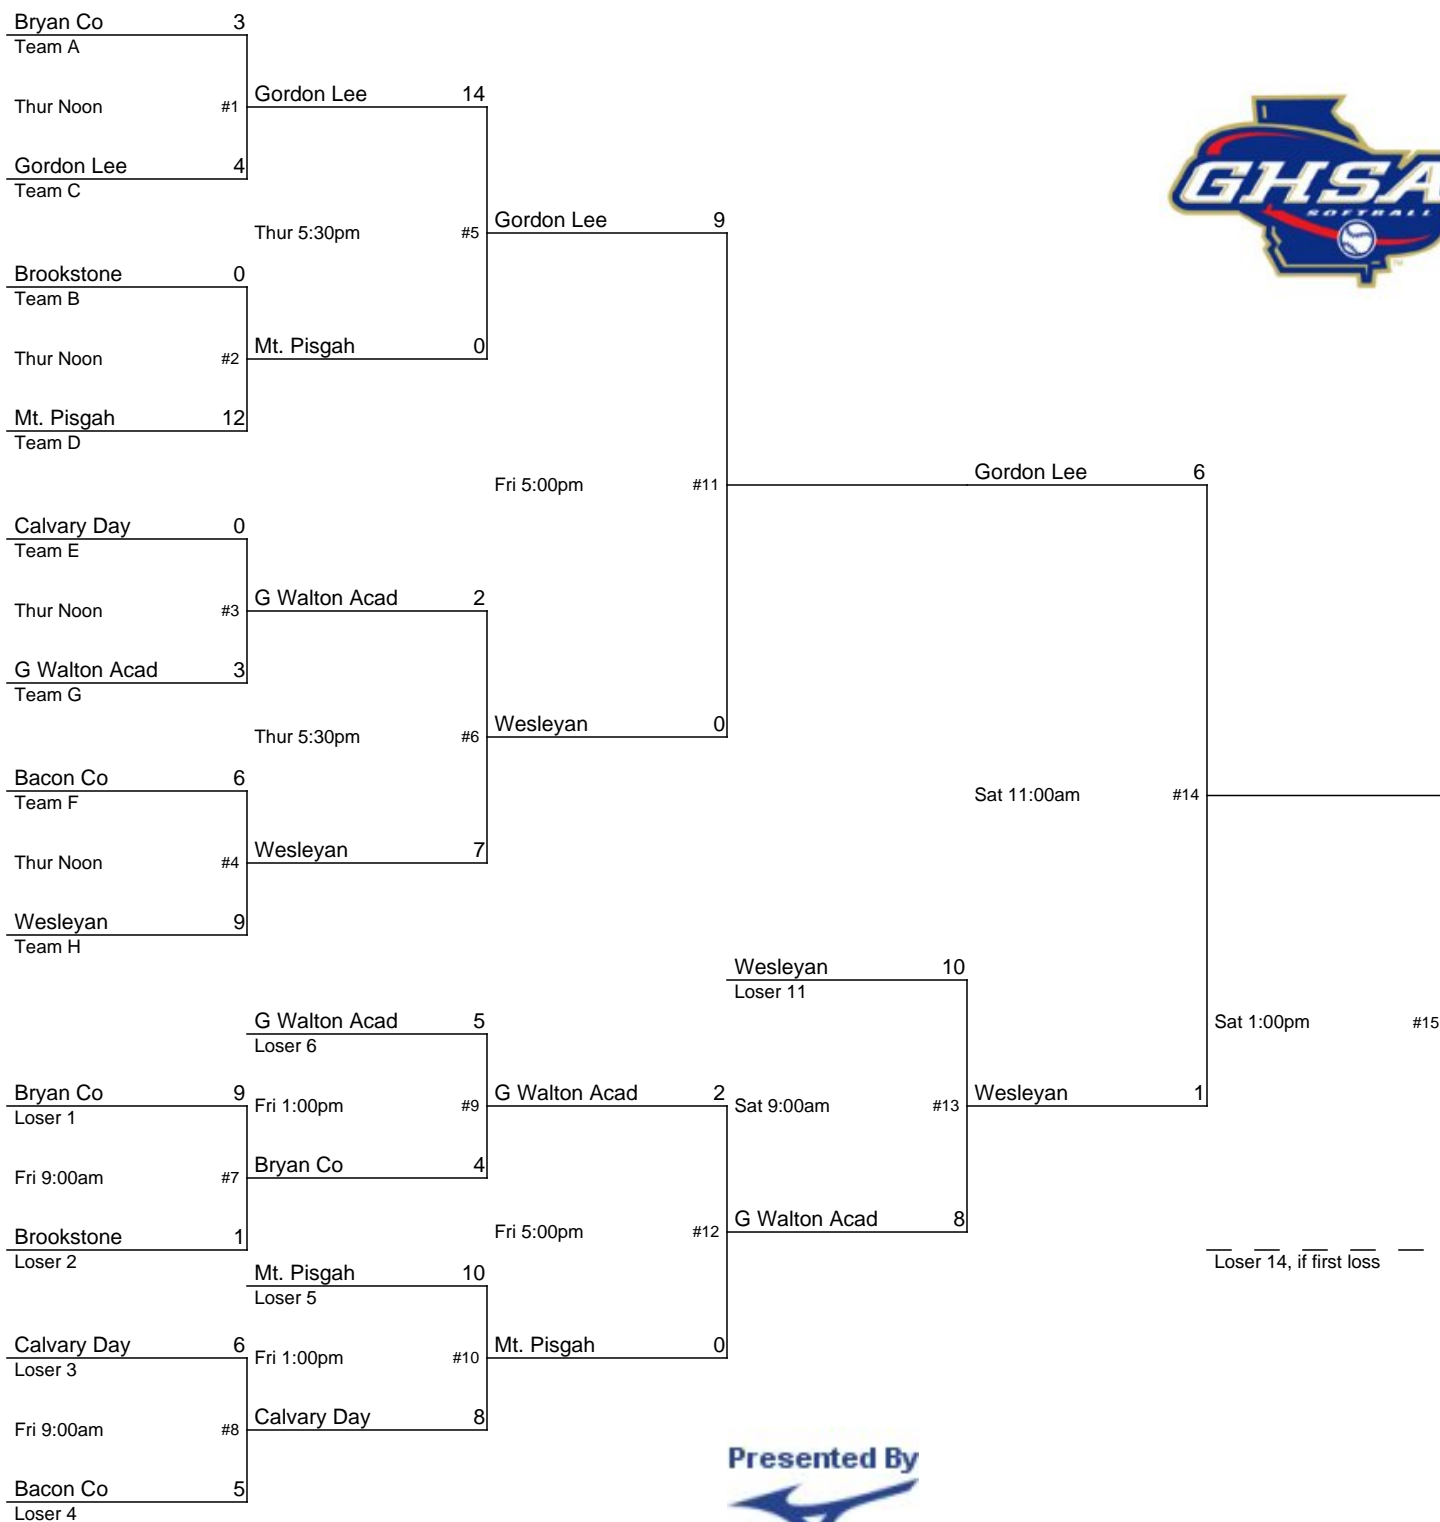 Bryan Co 3
Team A
Thur Noon #1
Gordon Lee 14
Gordon Lee 4
Team C
Thur 5:30pm #5
Gordon Lee 9
Brookstone 0
Team B
Thur Noon #2
Mt. Pisgah 0
Mt. Pisgah 12
Team D
Fri 5:00pm #11
Gordon Lee 6
Calvary Day 0
Team E
Thur Noon #3
G Walton Acad 2
G Walton Acad 3
Team G
Thur 5:30pm #6
Wesleyan 0
Bacon Co 6
Team F
Sat 11:00am #14
Thur Noon #4
Wesleyan 7
Wesleyan 9
Team H
Wesleyan 10
Loser 11
G Walton Acad 5
Loser 6
Sat 1:00pm #15
Bryan Co 9
Loser 1
Fri 1:00pm #9
G Walton Acad 2
Sat 9:00am #13
Wesleyan 1
Fri 9:00am #7
Bryan Co 4
Brookstone 1
Loser 2
Fri 5:00pm #12
G Walton Acad 8
Loser 14, if first loss
Mt. Pisgah 10
Loser 5
Calvary Day 6
Loser 3
Fri 1:00pm #10
Mt. Pisgah 0
Fri 9:00am #8
Calvary Day 8
Bacon Co 5
Loser 4
GHSA
SOFTBALL
TM
Presented By